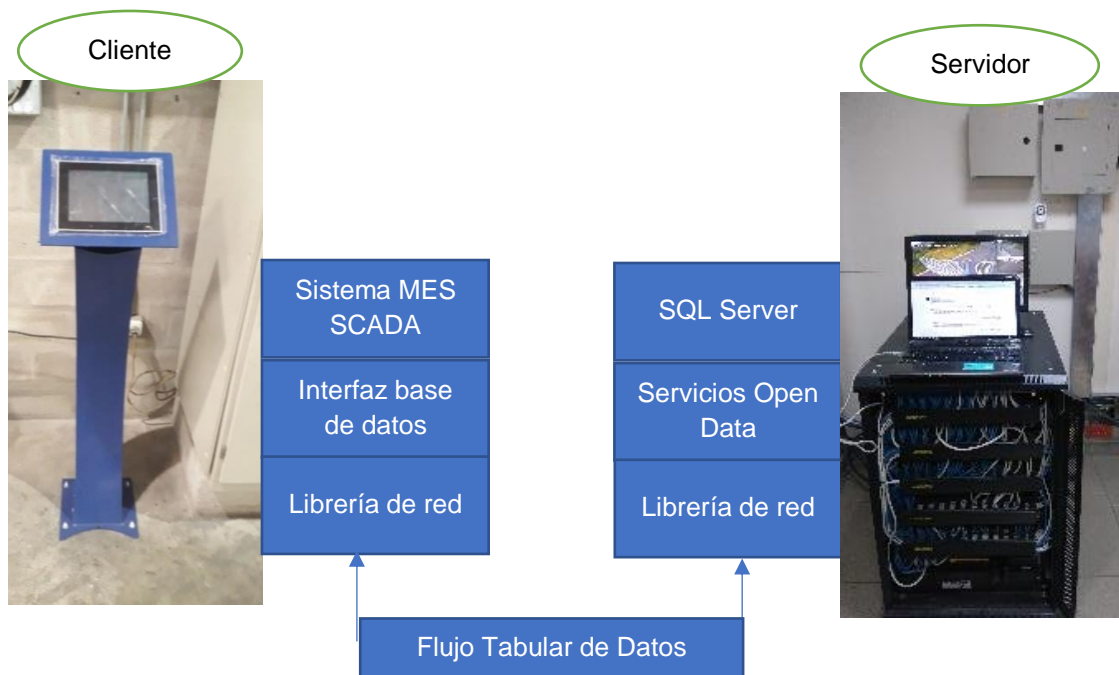 Cliente
Servidor
Sistema MES
SCADA
Interfaz base
de datos
Librería de red
SQL Server
Servicios Open
Data
Librería de red
Flujo Tabular de Datos